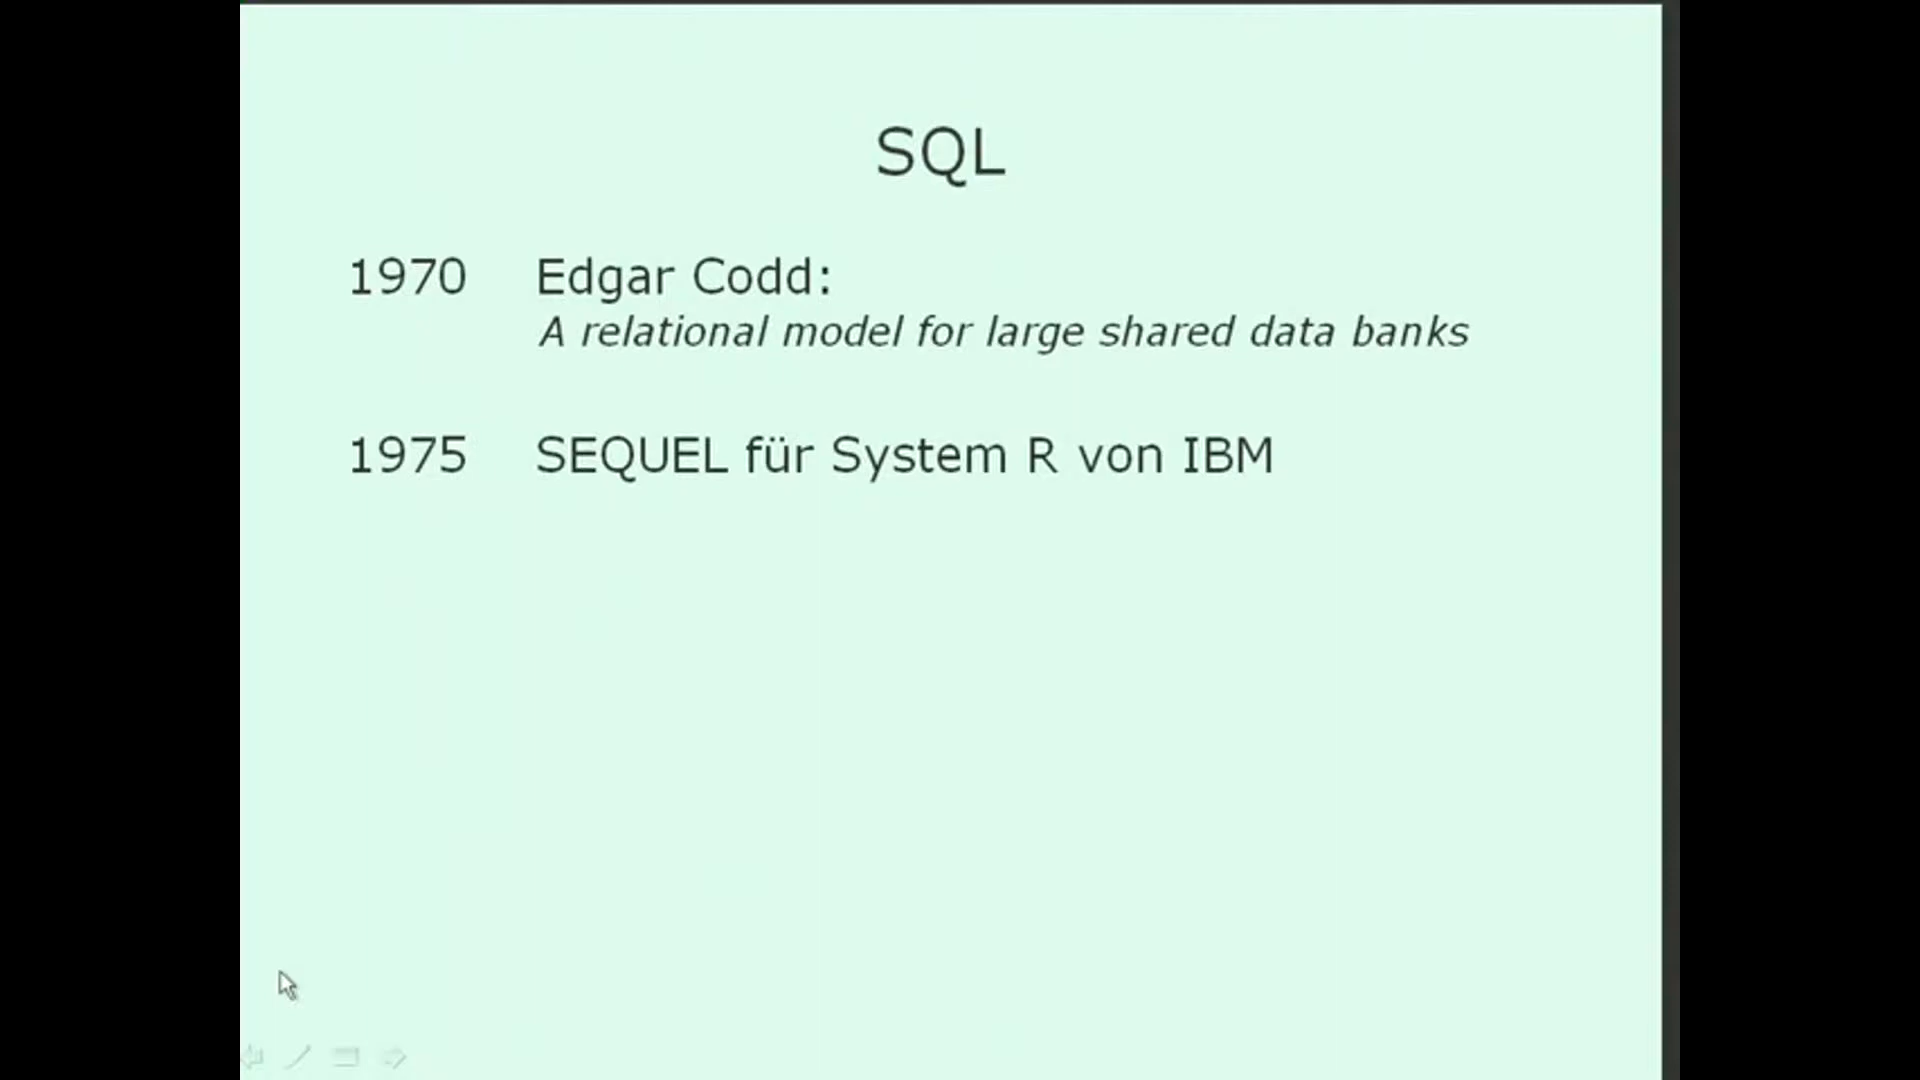 SQL
1970 Edgar Codd:
A relational model for large shared data banks
1975 SEQUEL für System R von IBM